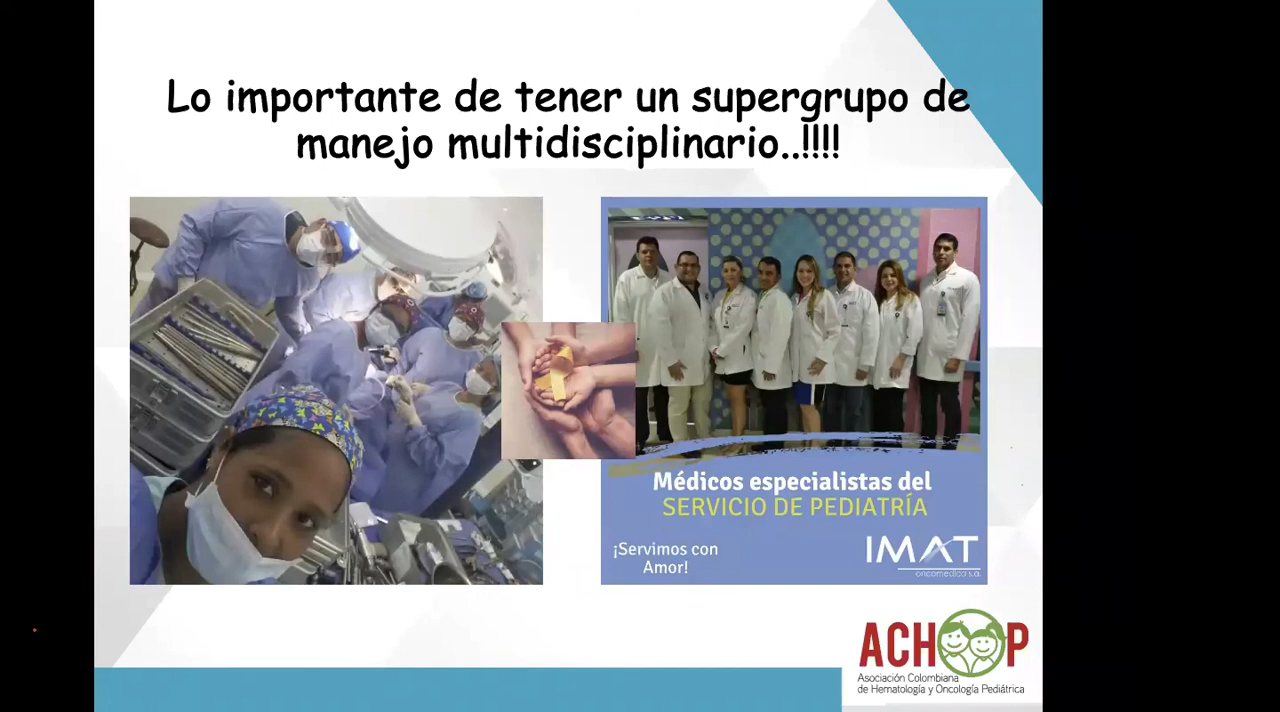 Lo importante de tener un supergrupo de
manejo multidisciplinario..!!!!
Médicos especialistas del
SERVICIO DE PEDIATRÍA
¡Servimos con
Amor!
IMAT
oncomedica s.a.
ACHOP
Asociación Colombiana
de Hematología y Oncología Pediátrica